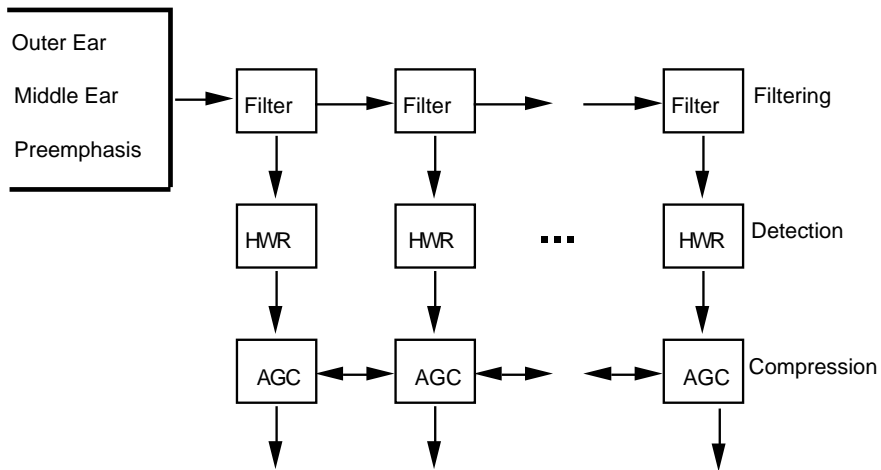 Outer Ear
Middle Ear
Preemphasis
Filter
Filter
Filter
Filtering
HWR
HWR
...
HWR
Detection
AGC
AGC
AGC
Compression